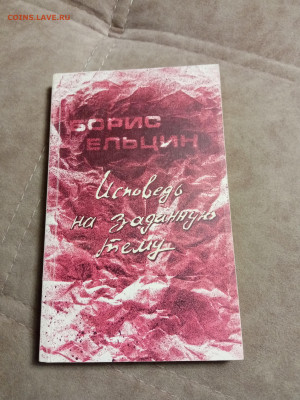 COINS.LAVE.RU
БОРИС
ЕЛЬЦИН
Исповедь
на заданную
тему